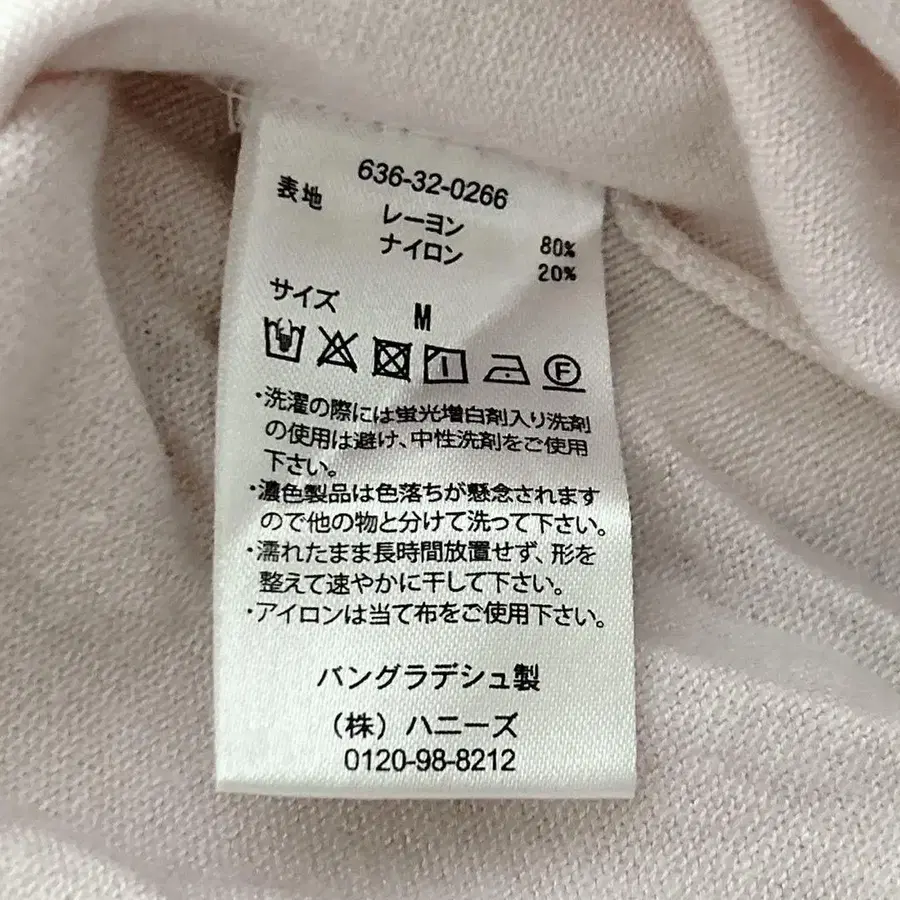 636-32-0266
表地 レーヨン 80%
ナイロン 20%
サイズ M
F
・洗濯の際には蛍光増白剤入り洗剤
の使用は避け、中性洗剤をご使用
下さい。
・濃色製品は色落ちが懸念されます
ので他の物と分けて洗って下さい。
・濡れたまま長時間放置せず、形を
整えて速やかに干して下さい。
・アイロンは当て布をご使用下さい。
バングラデシュ製
（株）ハニーズ
0120-98-8212